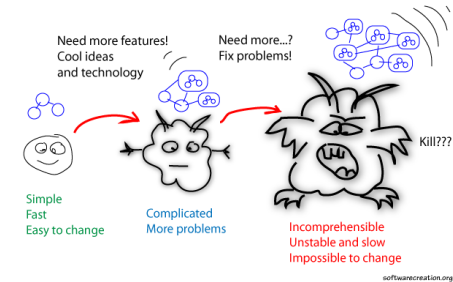 Need more features!
Cool ideas
and technology
Need more...?
Fix problems!
Kill???
Simple
Fast
Easy to change
Complicated
More problems
Incomprehensible
Unstable and slow
Impossible to change
softwarecreation.org